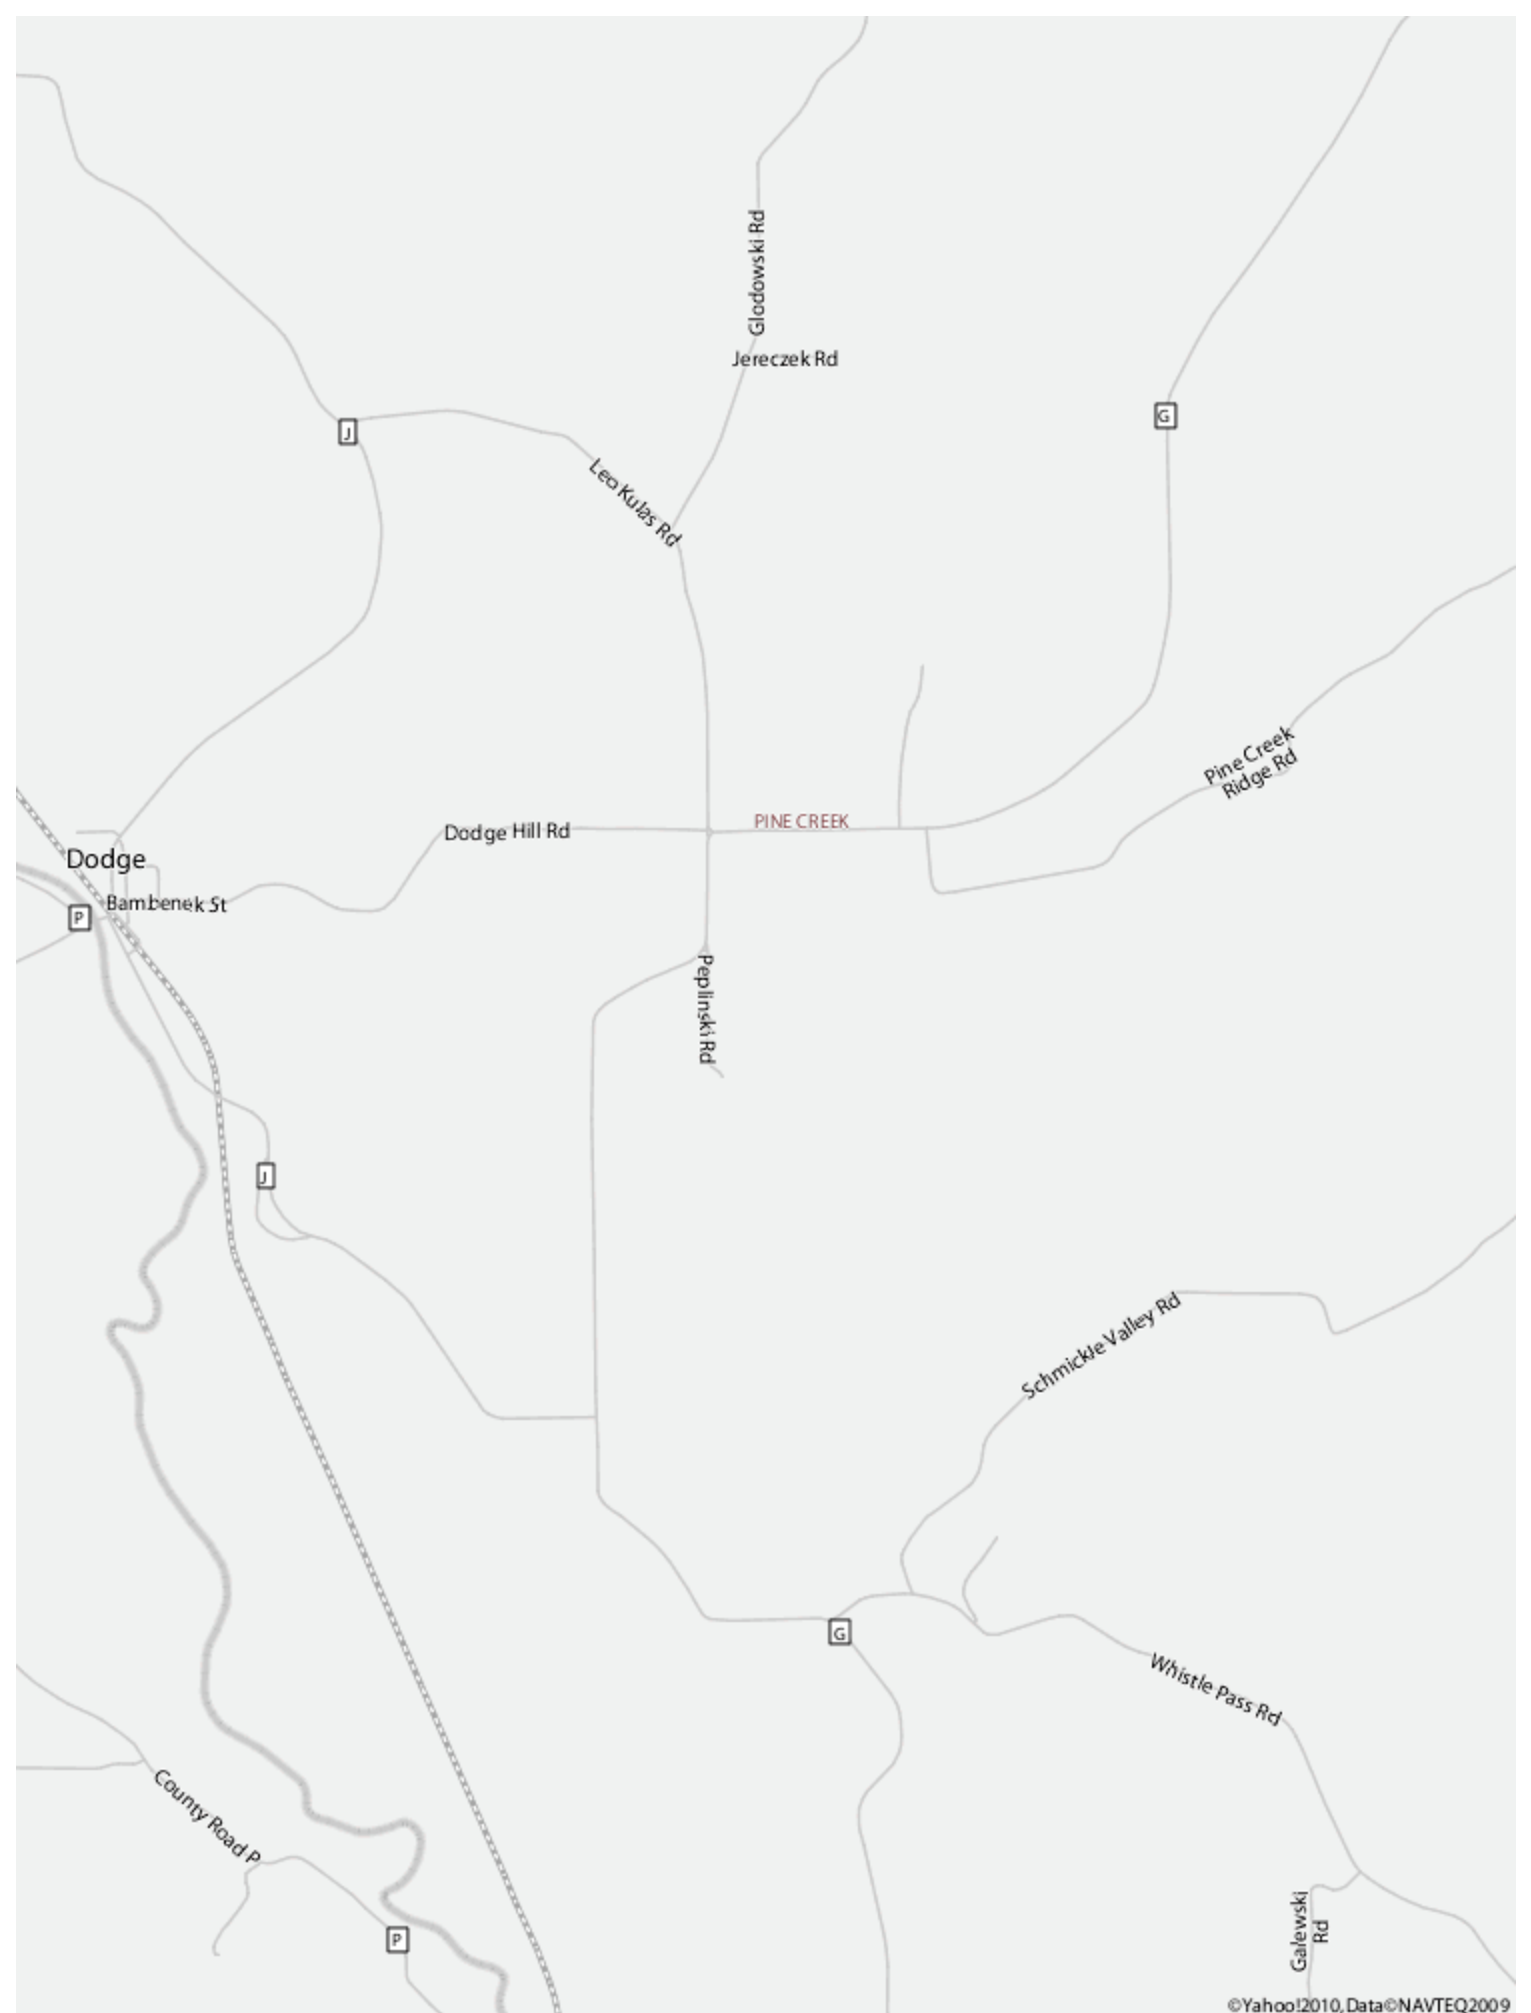 Glodowski Rd
Jereczek Rd
G
J
Leo Kulas Rd
Pine Creek
Ridge Rd
PINE CREEK
Dodge Hill Rd
Dodge
Bambenek St
P
Peplinski Rd
J
Schmickle Valley Rd
G
Whistle Pass Rd
County Road P
Galewski
Rd
P
©Yahoo!2010, Data©NAVTEQ2009